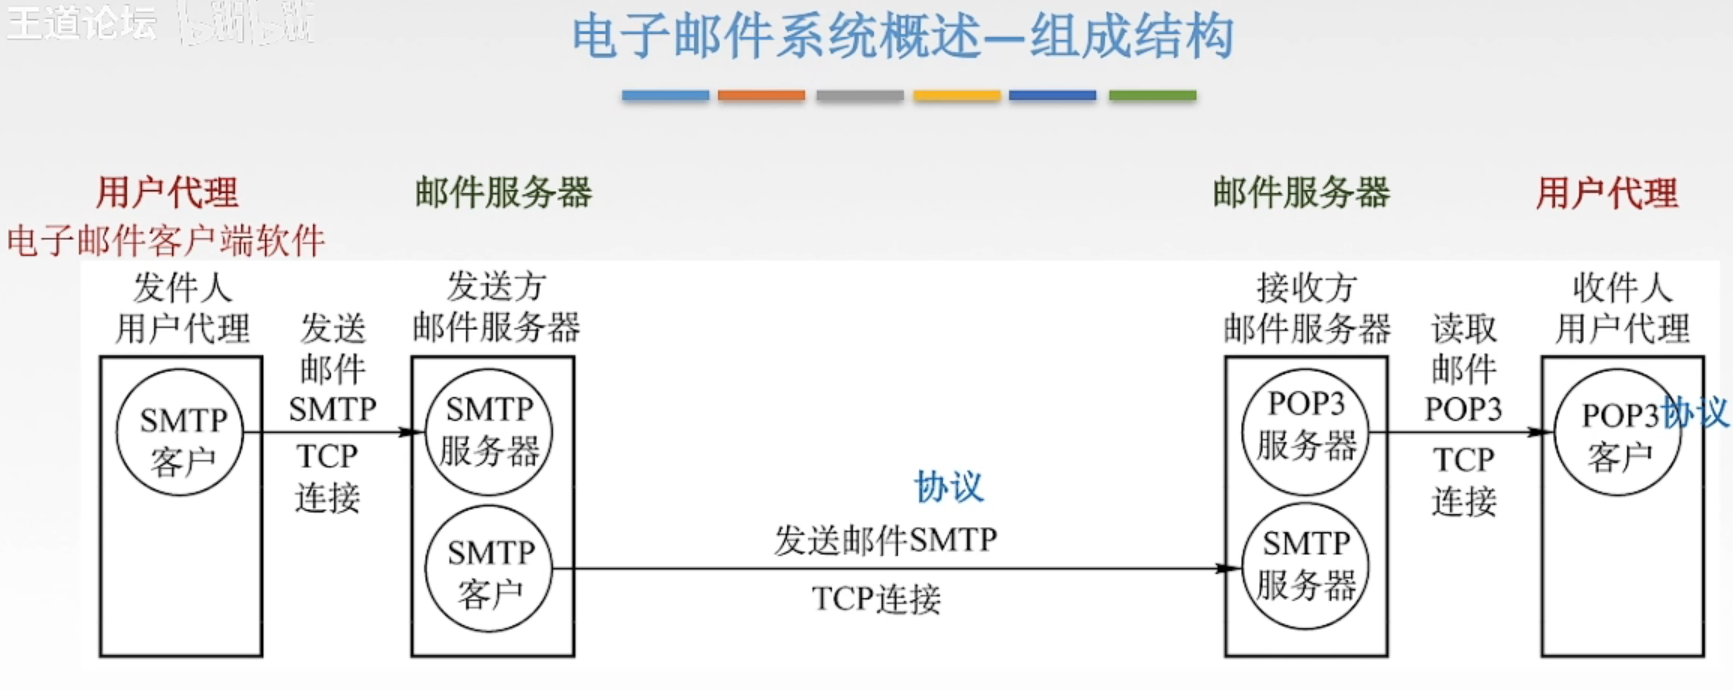 王道论坛 bilibili
电子邮件系统概述—组成结构
用户代理
邮件服务器
邮件服务器
用户代理
电子邮件客户端软件
发件人
用户代理
发送
邮件
SMTP
TCP
连接
SMTP
客户
发送方
邮件服务器
SMTP
服务器
SMTP
客户
协议
发送邮件SMTP
TCP连接
接收方
邮件服务器
POP3
服务器
SMTP
服务器
读取
邮件
POP3
TCP
连接
收件人
用户代理
POP3
客户
协议